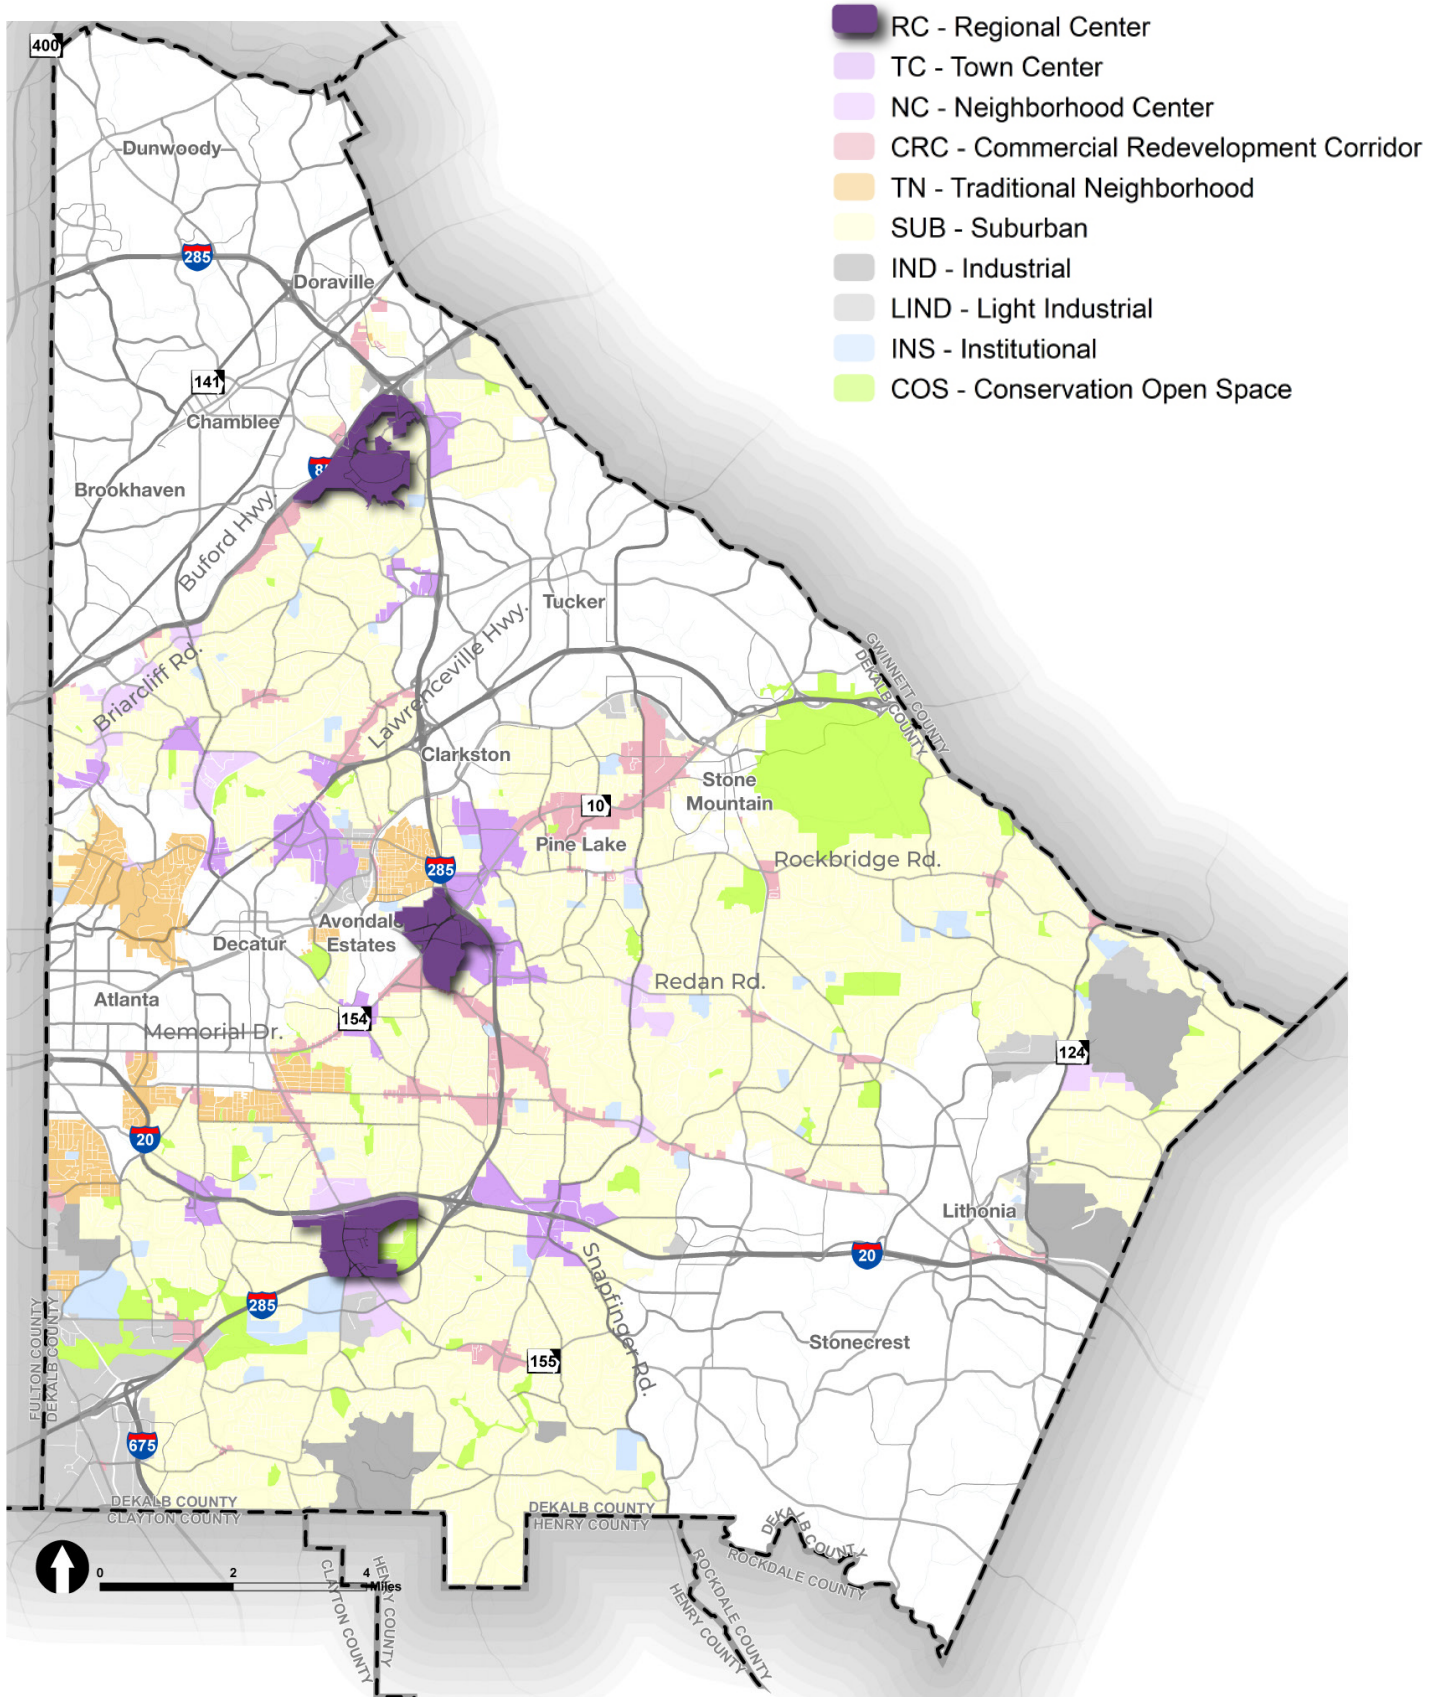 RC - Regional Center
TC - Town Center
NC - Neighborhood Center
CRC - Commercial Redevelopment Corridor
TN - Traditional Neighborhood
SUB - Suburban
IND - Industrial
LIND - Light Industrial
INS - Institutional
COS - Conservation Open Space
400
Dunwoody
285
Doraville
141
Chamblee
Brookhaven
Buford Hwy.
Tucker
Lawrenceville Hwy.
Briarcliff Rd.
GWINNETT COUNTY
DEKALB COUNTY
Clarkston
Stone
Mountain
10
Pine Lake
Rockbridge Rd.
285
Avondale
Estates
Decatur
Redan Rd.
Atlanta
154
Memorial Dr.
124
20
Lithonia
20
Snapfinger Rd.
285
Stonecrest
155
FULTON COUNTY
DEKALB COUNTY
675
DEKALB COUNTY
CLAYTON COUNTY
DEKALB COUNTY
HENRY COUNTY
DEKALB COUNTY
ROCKDALE COUNTY
0 2 4
Miles
CLAYTON COUNTY
HENRY COUNTY
ROCKDALE COUNTY
HENRY COUNTY